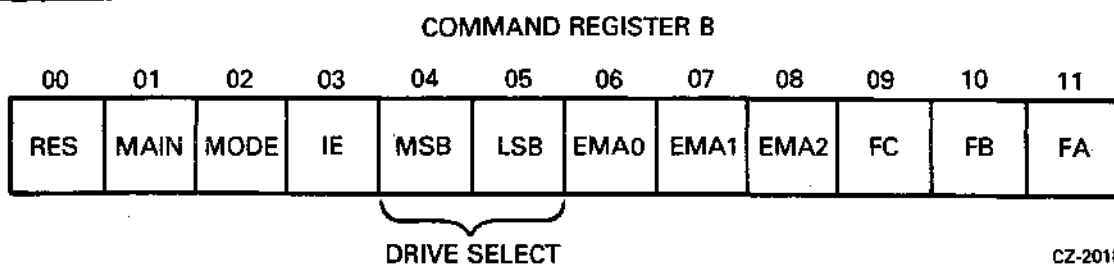 COMMAND REGISTER B
00 01 02 03 04 05 06 07 08 09 10 11
RES MAIN MODE IE MSB LSB EMA0 EMA1 EMA2 FC FB FA
DRIVE SELECT